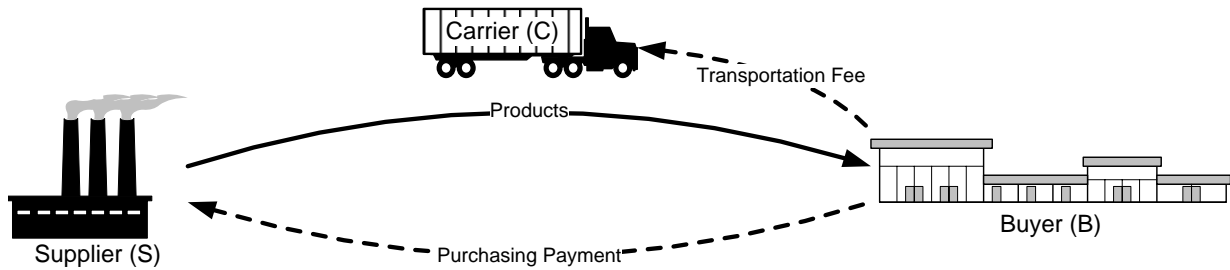 Carrier (C)
Transportation Fee
Products
Supplier (S)
Buyer (B)
Purchasing Payment